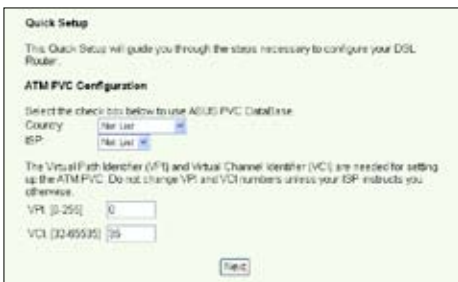 Quick Setup
This Quick Setup will guide you through the steps necessary to configure your DSL
Router.
ATM PVC Configuration
Select the check box below to use ASUS PVC DataBase
Country: Not List
ISP: Not List
The Virtual Path Identifier (VPI) and Virtual Channel Identifier (VCI) are needed for setting
up the ATM PVC. Do not change VPI and VCI numbers unless your ISP instructs you
otherwise.
VPI: [0-255] 0
VCI: [32-65535] 35
Next